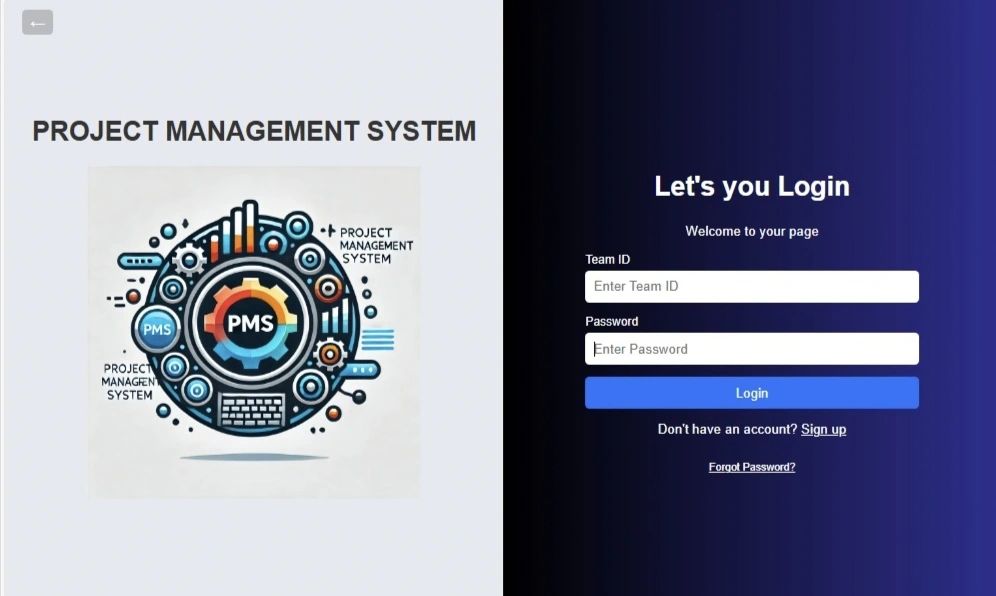 ←
PROJECT MANAGEMENT SYSTEM
PROJECT
MANAGEMENT
SYSTEM
PMS
PMS
PROJECT
MANAGENT
SYSTEM
Let's you Login
Welcome to your page
Team ID
Enter Team ID
Password
Enter Password
Login
Don't have an account? Sign up
Forgot Password?